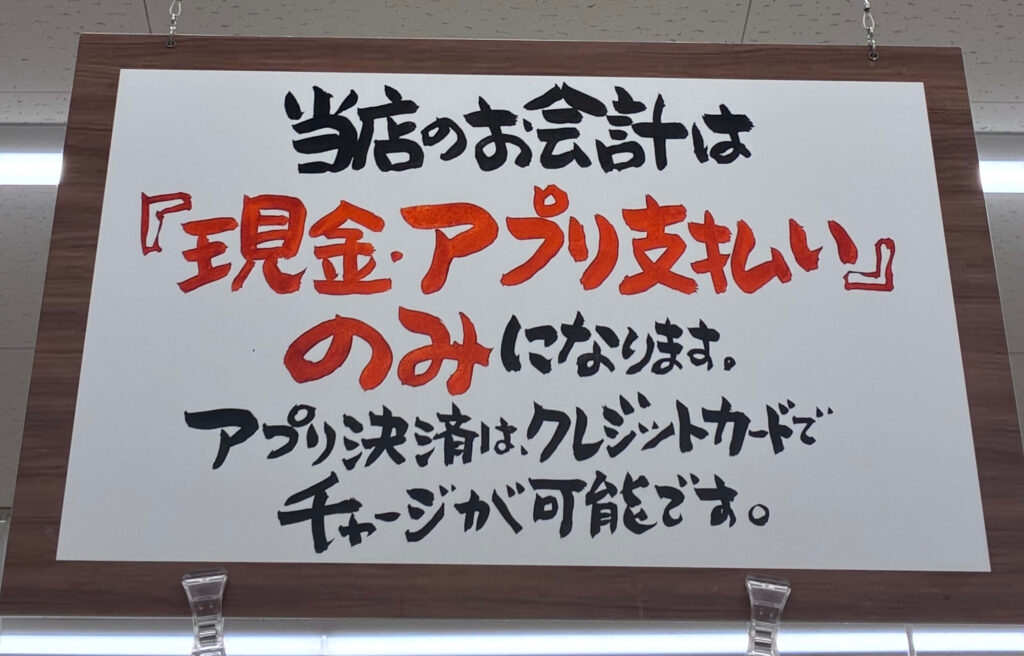 当店のお会計は
『現金・アプリ支払い』
のみになります。
アプリ決済は、クレジットカードで
チャージが可能です。